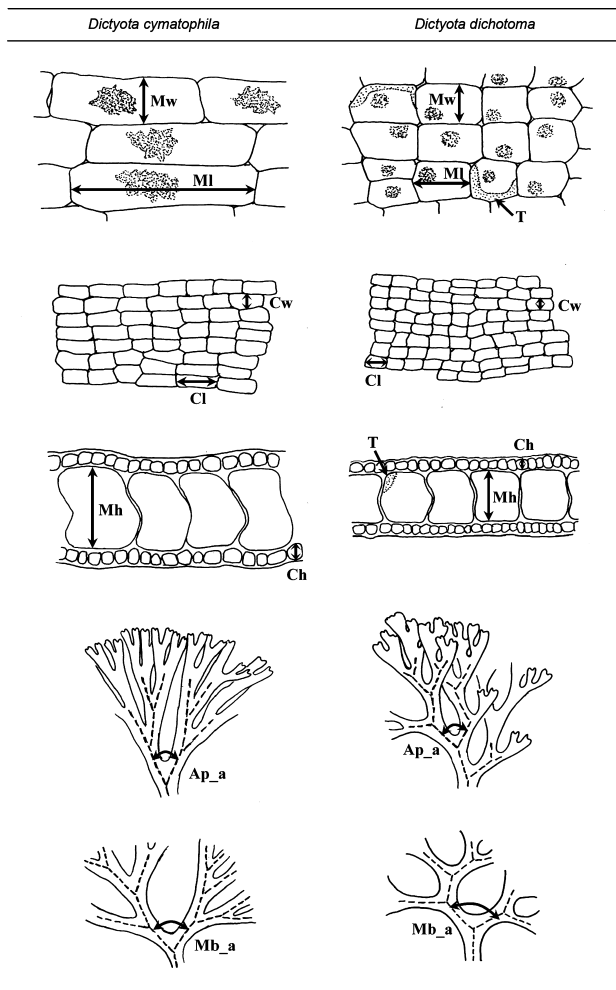 Dictyota cymatophila Dictyota dichotoma
Mw Mw
Ml Ml
T
Cw Cw
Cl Cl
T Ch
Mh Mh
Ch
Ap_a Ap_a
Mb_a Mb_a